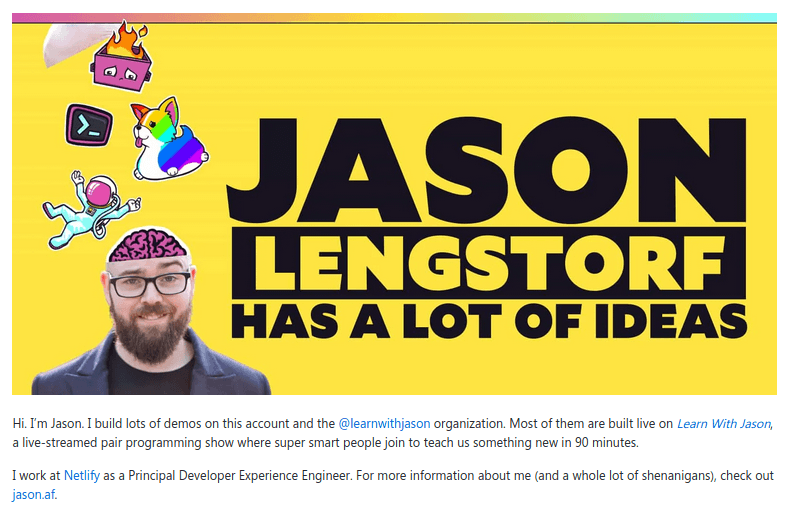 JASON
LENGSTORF
HAS A LOT OF IDEAS
>_
Hi. I'm Jason. I build lots of demos on this account and the @learnwithjason organization. Most of them are built live on Learn With Jason,
a live-streamed pair programming show where super smart people join to teach us something new in 90 minutes.
I work at Netlify as a Principal Developer Experience Engineer. For more information about me (and a whole lot of shenanigans), check out
jason.af.